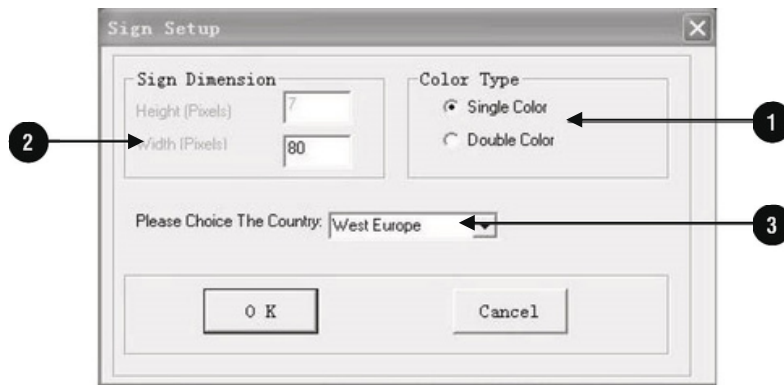 Sign Setup
Sign Dimension
Height (Pixels) 7
Width (Pixels) 80
Color Type
Single Color
Double Color
1
2
Please Choice The Country: West Europe
3
O K
Cancel